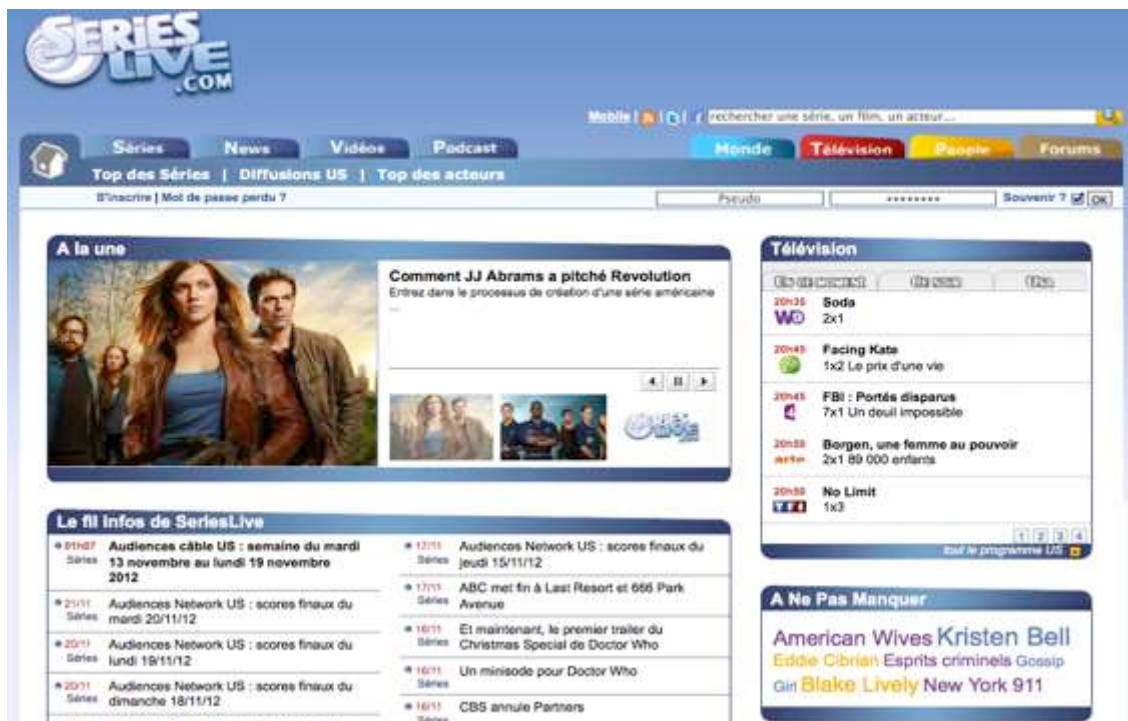 SERIES
LIVE
.COM
Mobile | | | rechercher une série, un film, un acteur...
Séries News Vidéos Podcast Monde Télévision People Forums
Top des Séries | Diffusions US | Top des acteurs
S'inscrire | Mot de passe perdu ? Pseudo ******** Souvenir ? OK
A la une
Comment JJ Abrams a pitché Revolution
Entrez dans le processus de création d'une série américaine
...
SERIES
LIVE
Le fil infos de SeriesLive
01h07 Audiences câble US : semaine du mardi
Séries 13 novembre au lundi 19 novembre
2012
21/11 Audiences Network US : scores finaux du
Séries mardi 20/11/12
20/11 Audiences Network US : scores finaux du
Séries lundi 19/11/12
20/11 Audiences Network US : scores finaux du
Séries dimanche 18/11/12
17/11 Audiences Network US : scores finaux du
Séries jeudi 15/11/12
17/11 ABC met fin à Last Resort et 666 Park
Séries Avenue
16/11 Et maintenant, le premier trailer du
Séries Christmas Special de Doctor Who
16/11 Un minisode pour Doctor Who
Séries
16/11 CBS annule Partners
Séries
Télévision
20h35 Soda
W9 2x1
20h45 Facing Kate
1x2 Le prix d'une vie
20h45 FBI : Portés disparus
4 7x1 Un deuil impossible
20h50 Borgen, une femme au pouvoir
arte 2x1 89 000 enfants
20h50 No Limit
TF1 1x3
1 2 3 4
tout le programme US
A Ne Pas Manquer
American Wives Kristen Bell
Eddie Cibrian Esprits criminels Gossip
Girl Blake Lively New York 911